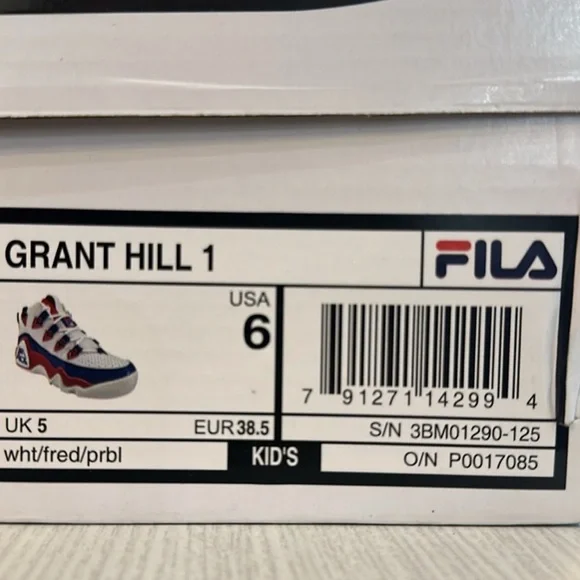 GRANT HILL 1
FILA
USA
6
7 91271 14299 4
UK 5
EUR 38.5
S/N 3BM01290-125
wht/fred/prbl
KID'S
O/N P0017085